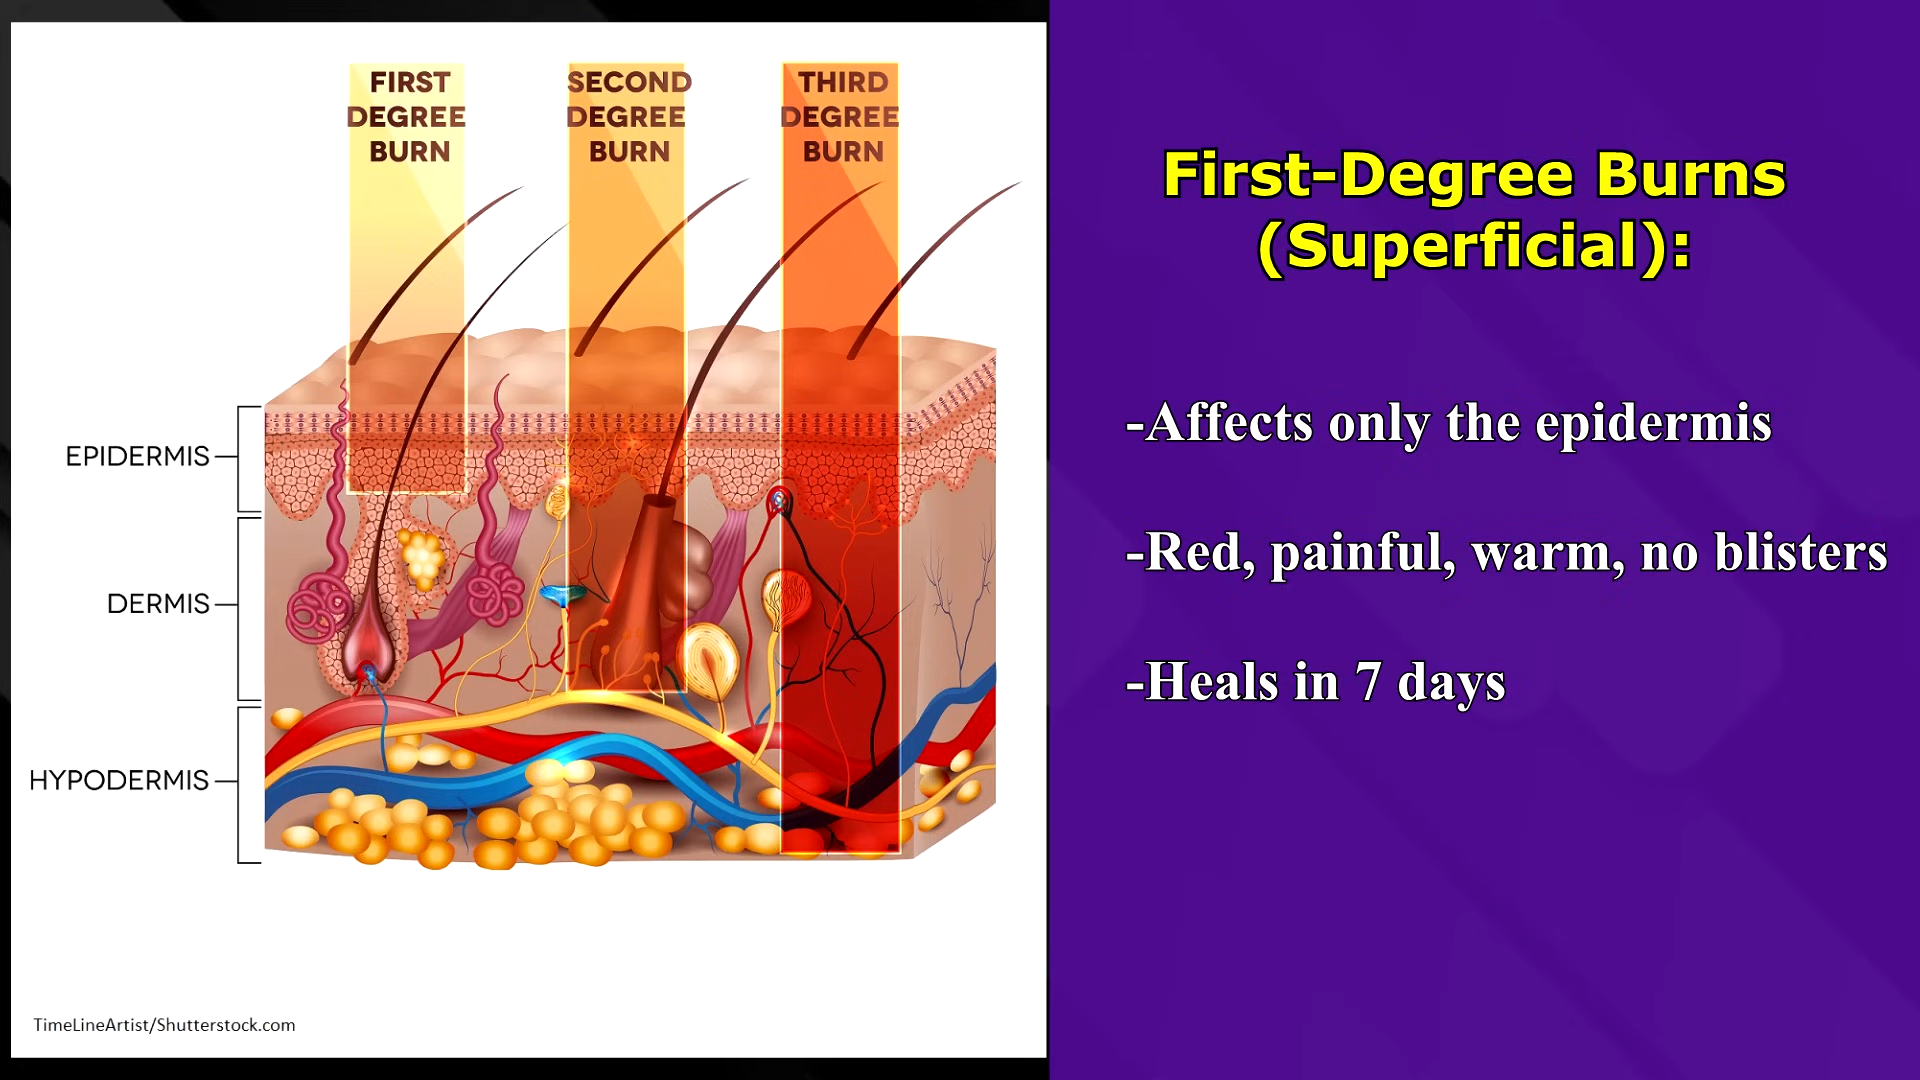 FIRST
DEGREE
BURN
SECOND
DEGREE
BURN
THIRD
DEGREE
BURN
EPIDERMIS
DERMIS
HYPODERMIS
TimeLineArtist/Shutterstock.com
First-Degree Burns
(Superficial):
-Affects only the epidermis
-Red, painful, warm, no blisters
-Heals in 7 days